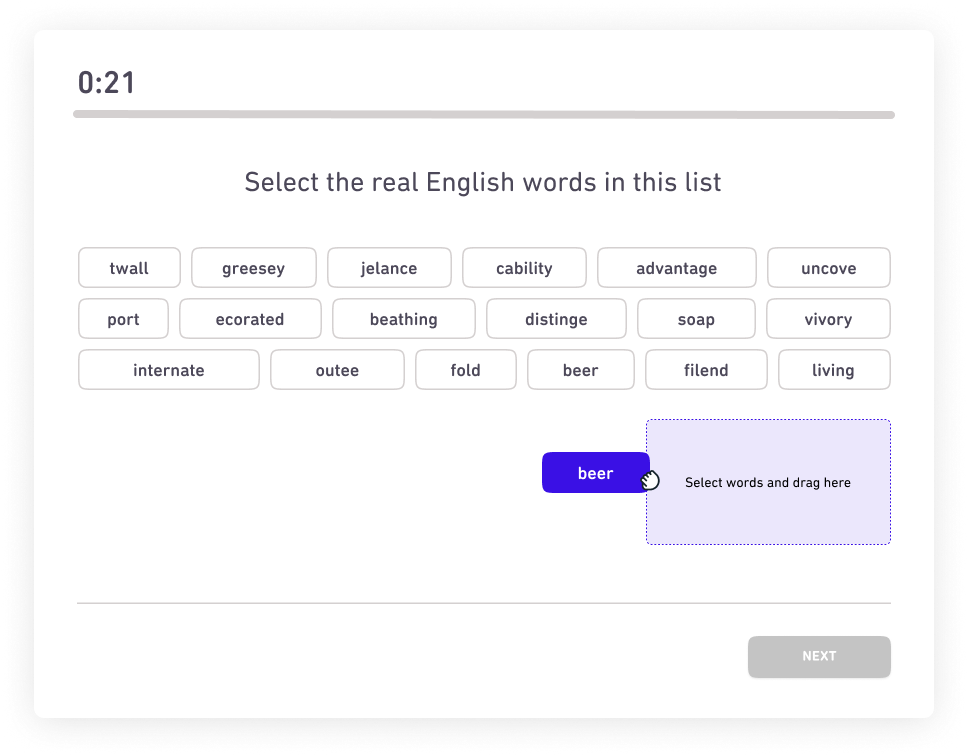 0:21
Select the real English words in this list
twall greesey jelance cability advantage uncove
port ecorated beathing distinge soap vivory
internate outee fold beer filend living
beer
Select words and drag here
NEXT